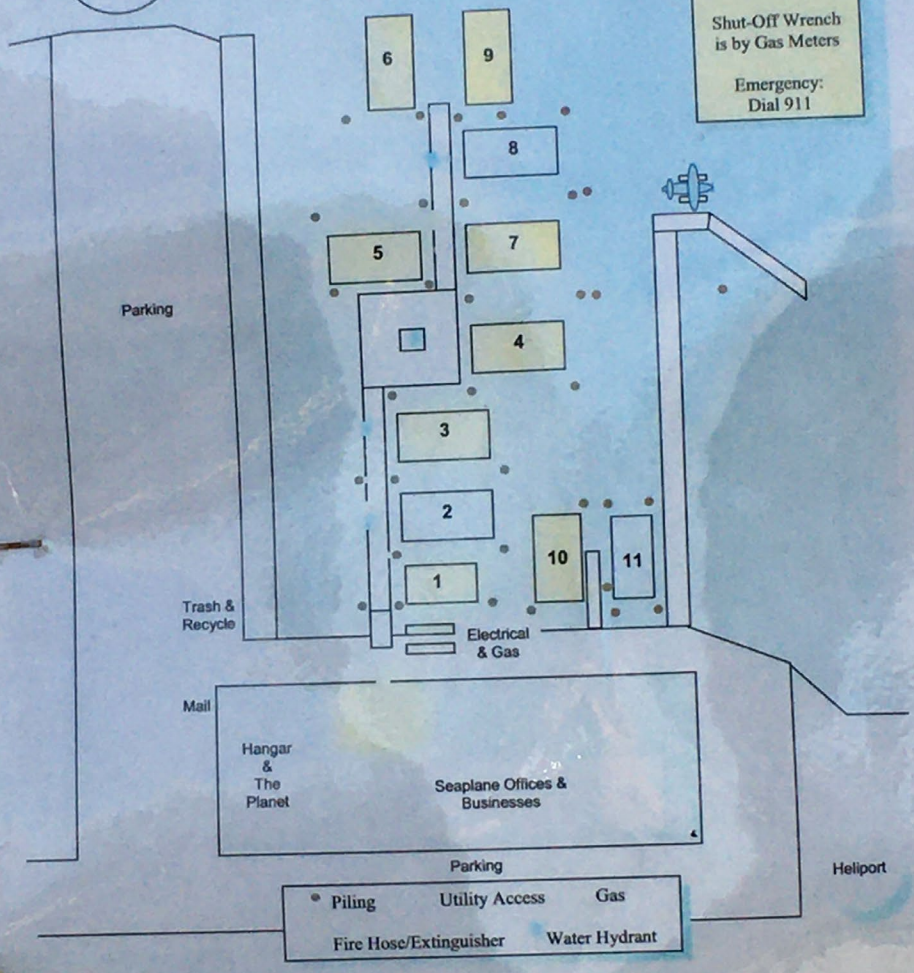 Shut-Off Wrench
is by Gas Meters
Emergency:
Dial 911
6
9
8
5
7
Parking
4
3
2
10
11
1
Trash &
Recycle
Electrical
& Gas
Mail
Hangar
&
The
Planet
Seaplane Offices &
Businesses
Parking
Heliport
Piling
Utility Access
Gas
Fire Hose/Extinguisher
Water Hydrant